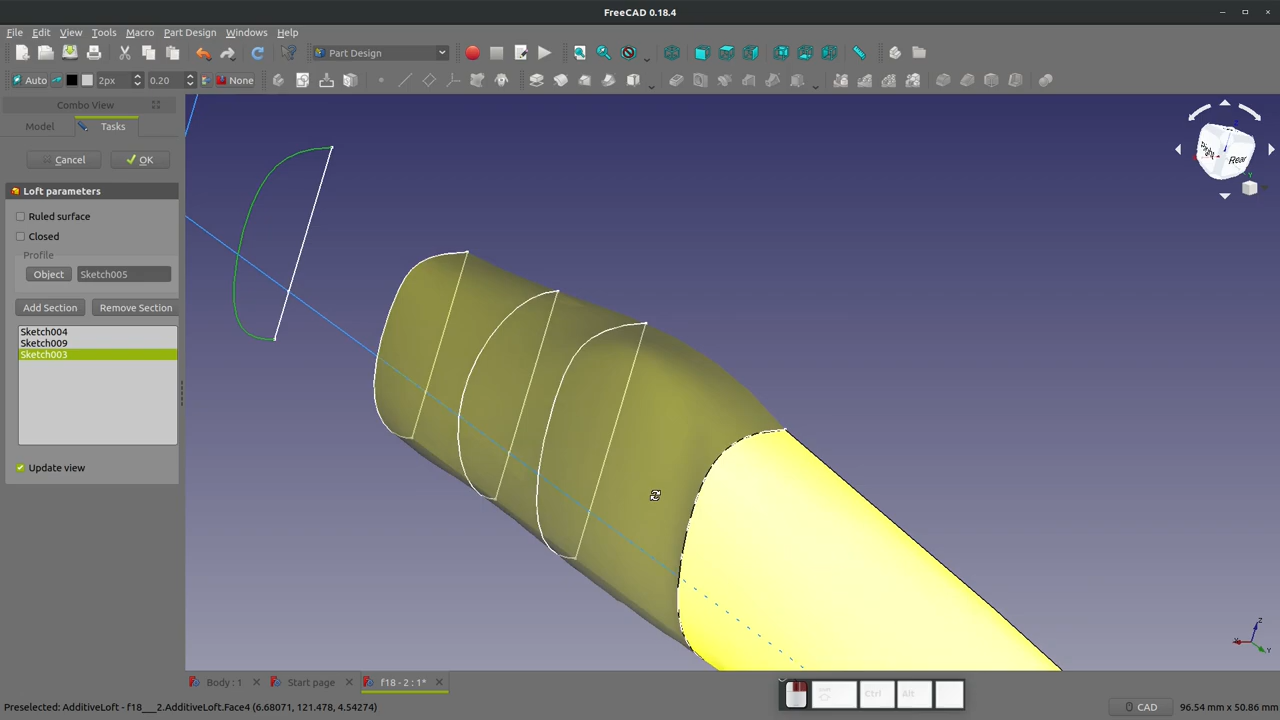 FreeCAD 0.18.4
File Edit View Tools Macro Part Design Windows Help
Part Design
Auto 2px 0.20 None
Combo View
Model Tasks
Cancel OK
Loft parameters
Ruled surface
Closed
Profile
Object Sketch005
Add Section Remove Section
Sketch004
Sketch009
Sketch003
Update view
Right Rear
Z
Y
Z
X
Y
Body : 1 Start page f18 - 2 : 1*
Ctrl Alt
Preselected: AdditiveLoft
AdditiveLoft.Face4 (6.68071, 121.478, 4.54274) CAD 96.54 mm x 50.86 mm